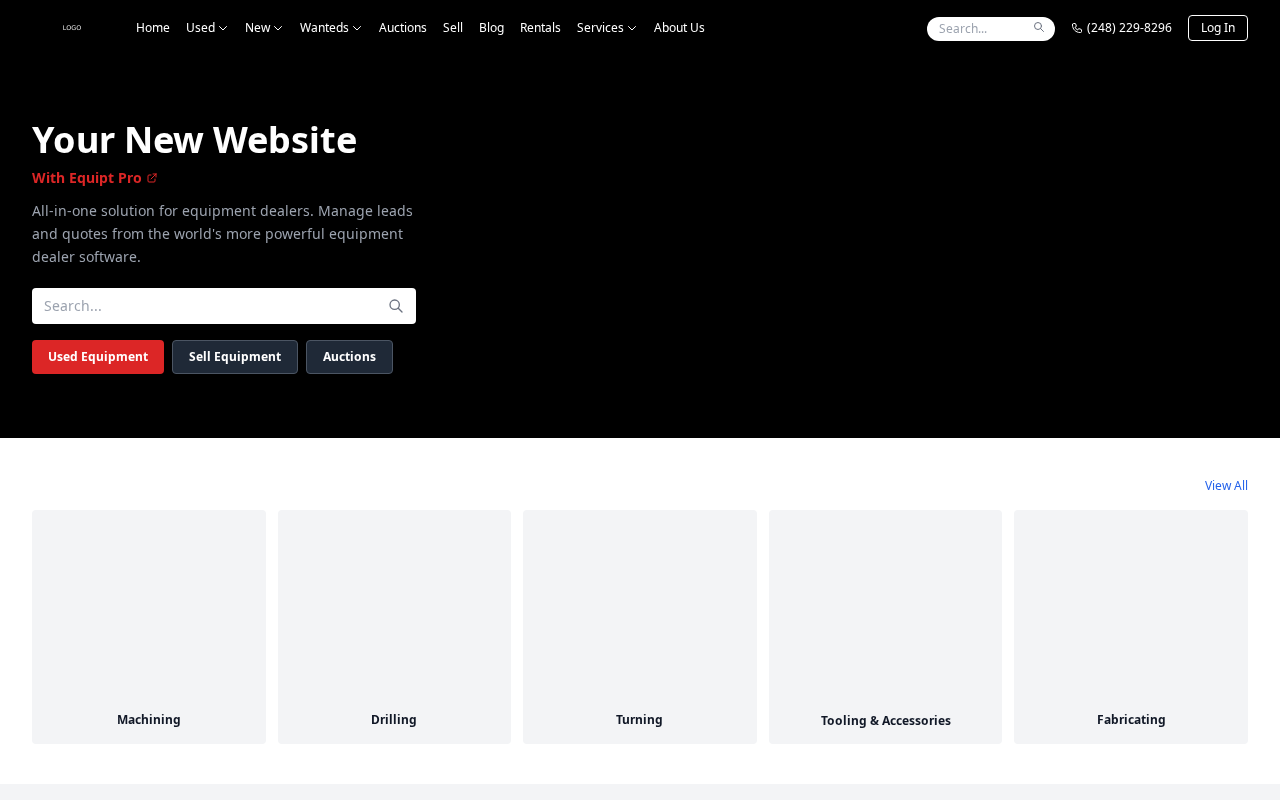 LOGO
Home
Used
New
Wanteds
Auctions
Sell
Blog
Rentals
Services
About Us
Search...
(248) 229-8296
Log In
Your New Website
With Equipt Pro
All-in-one solution for equipment dealers. Manage leads
and quotes from the world's more powerful equipment
dealer software.
Search...
Used Equipment
Sell Equipment
Auctions
View All
Machining
Drilling
Turning
Tooling & Accessories
Fabricating